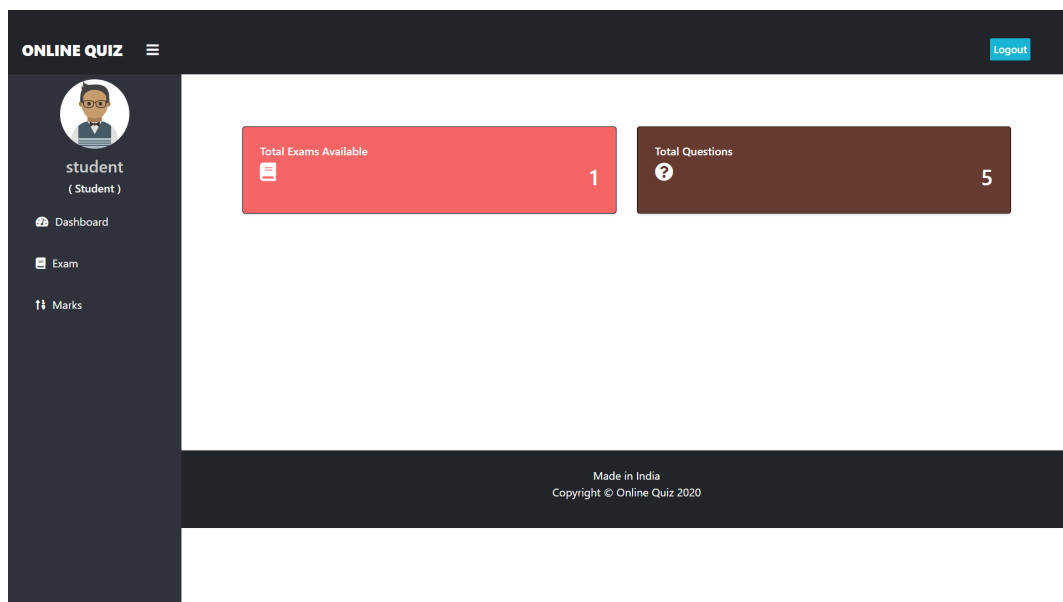 ONLINE QUIZ
Logout
student
( Student )
Dashboard
Exam
Marks
Total Exams Available
1
Total Questions
5
Made in India
Copyright © Online Quiz 2020